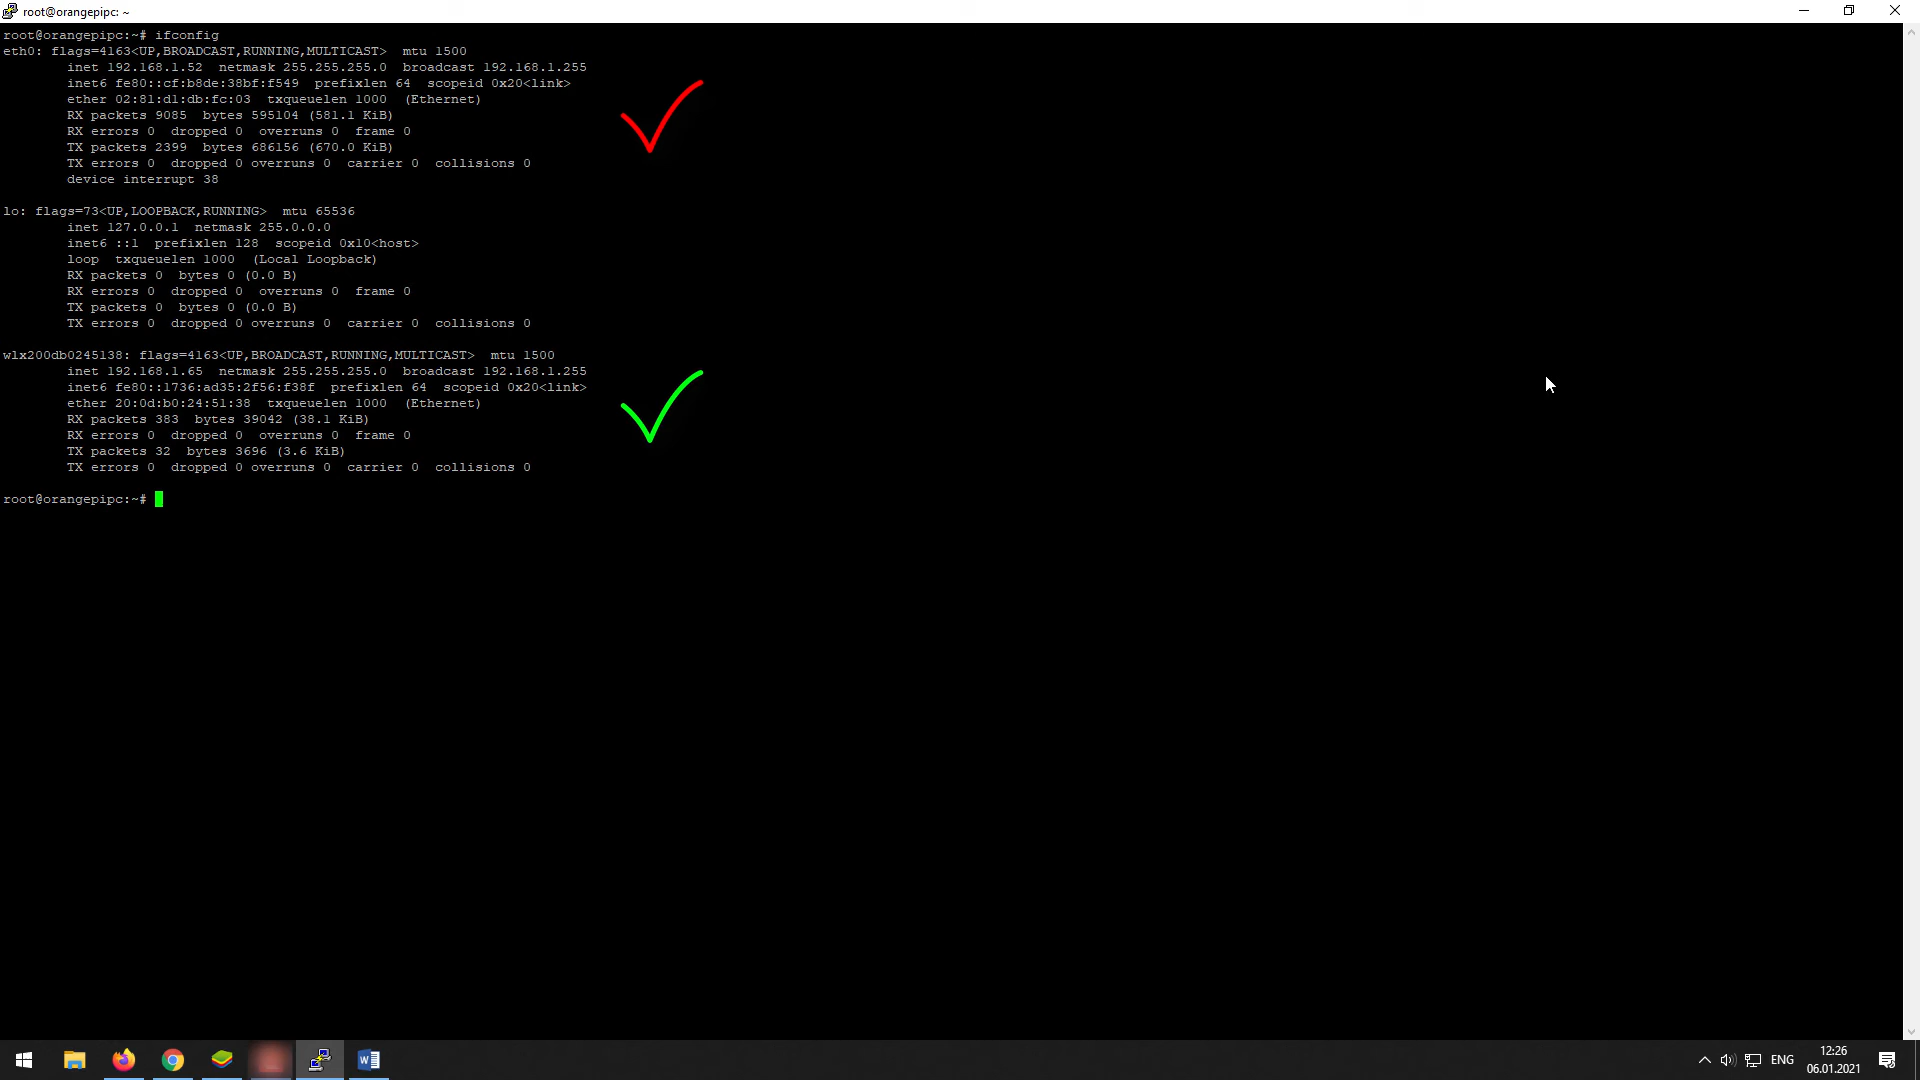 root@orangepipc: ~
root@orangepipc:~# ifconfig
eth0: flags=4163<UP,BROADCAST,RUNNING,MULTICAST>  mtu 1500
        inet 192.168.1.52  netmask 255.255.255.0  broadcast 192.168.1.255
        inet6 fe80::cf:b8de:38bf:f549  prefixlen 64  scopeid 0x20<link>
        ether 02:81:d1:db:fc:03  txqueuelen 1000  (Ethernet)
        RX packets 9085  bytes 595104 (581.1 KiB)
        RX errors 0  dropped 0  overruns 0  frame 0
        TX packets 2399  bytes 686156 (670.0 KiB)
        TX errors 0  dropped 0 overruns 0  carrier 0  collisions 0
        device interrupt 38
lo: flags=73<UP,LOOPBACK,RUNNING>  mtu 65536
        inet 127.0.0.1  netmask 255.0.0.0
        inet6 ::1  prefixlen 128  scopeid 0x10<host>
        loop  txqueuelen 1000  (Local Loopback)
        RX packets 0  bytes 0 (0.0 B)
        RX errors 0  dropped 0  overruns 0  frame 0
        TX packets 0  bytes 0 (0.0 B)
        TX errors 0  dropped 0 overruns 0  carrier 0  collisions 0
wlx200db0245138: flags=4163<UP,BROADCAST,RUNNING,MULTICAST>  mtu 1500
        inet 192.168.1.65  netmask 255.255.255.0  broadcast 192.168.1.255
        inet6 fe80::1736:ad35:2f56:f38f  prefixlen 64  scopeid 0x20<link>
        ether 20:0d:b0:24:51:38  txqueuelen 1000  (Ethernet)
        RX packets 383  bytes 39042 (38.1 KiB)
        RX errors 0  dropped 0  overruns 0  frame 0
        TX packets 32  bytes 3696 (3.6 KiB)
        TX errors 0  dropped 0 overruns 0  carrier 0  collisions 0
root@orangepipc:~#
ENG
12:26
06.01.2021